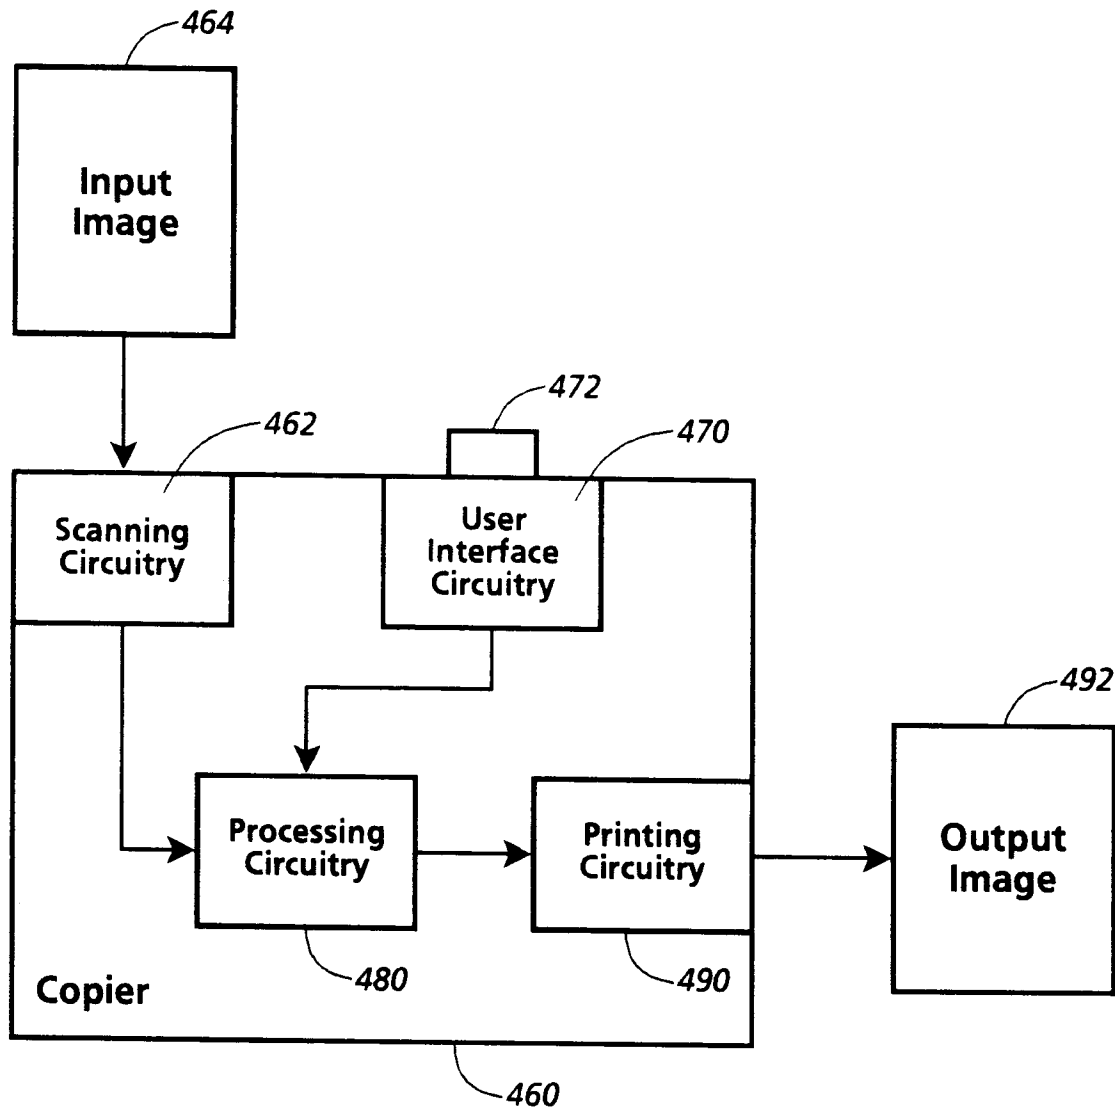 464
Input
Image
472
462
470
Scanning
Circuitry
User
Interface
Circuitry
492
Processing
Circuitry
Printing
Circuitry
Output
Image
480
490
Copier
460